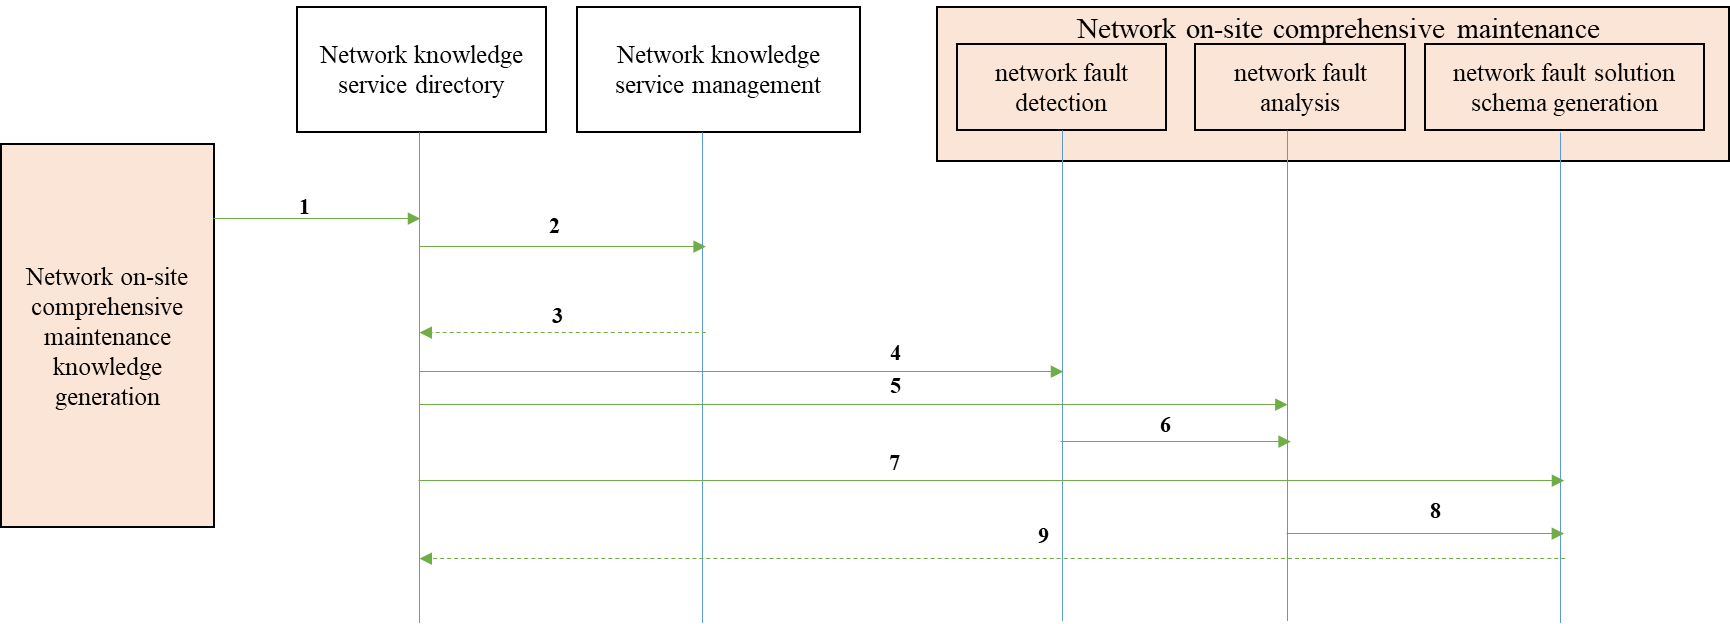 Network knowledge
service directory
Network knowledge
service management
Network on-site comprehensive maintenance
network fault
detection
network fault
analysis
network fault solution
schema generation
Network on-site
comprehensive
maintenance
knowledge
generation
1
2
3
4
5
6
7
8
9